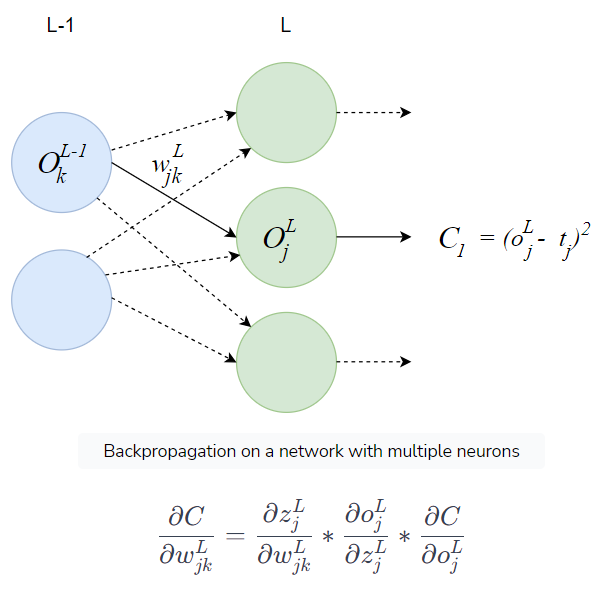 L-1 L
O_k^{L-1}
w_{jk}^L
O_j^L C_1 = (o_j^L - t_j)^2
Backpropagation on a network with multiple neurons
∂C/∂w_{jk}^L = ∂z_j^L/∂w_{jk}^L * ∂o_j^L/∂z_j^L * ∂C/∂o_j^L